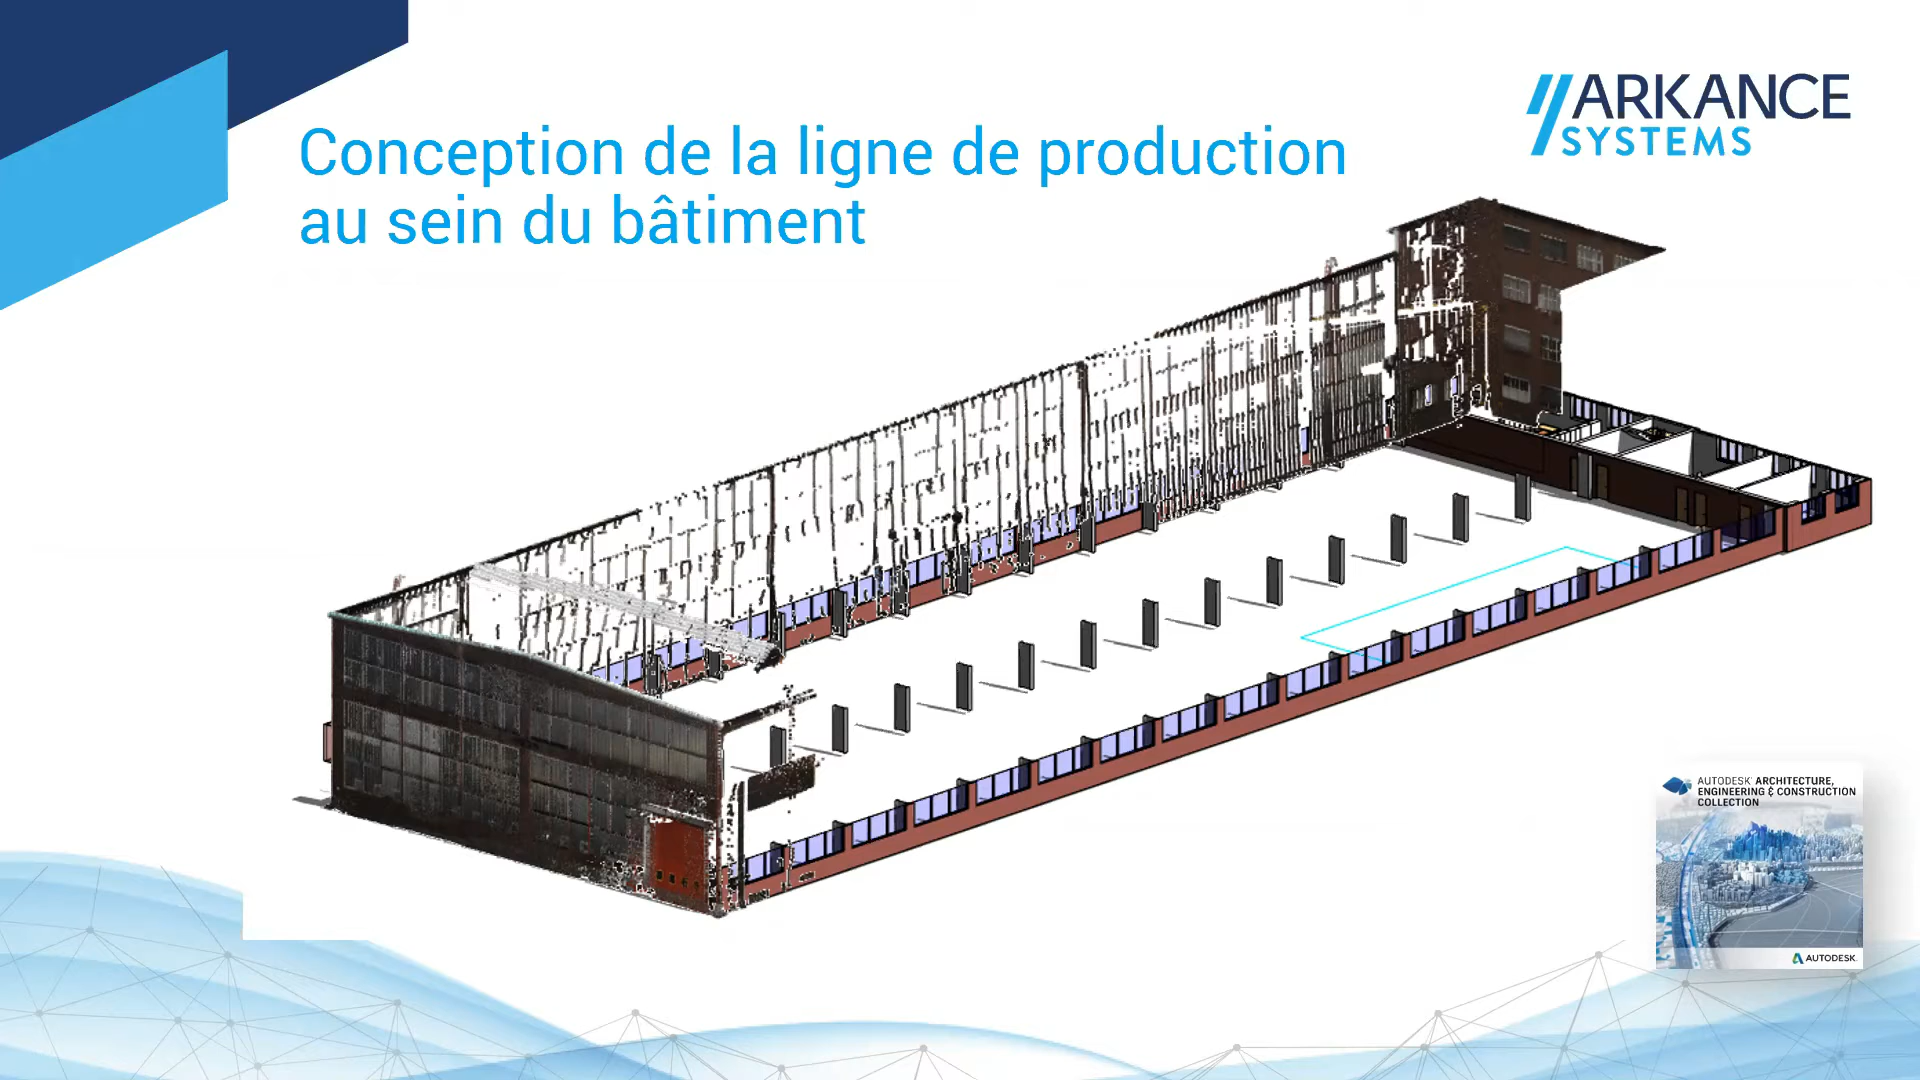 ARKANCE
SYSTEMS
Conception de la ligne de production
au sein du bâtiment
AUTODESK® ARCHITECTURE,
ENGINEERING & CONSTRUCTION
COLLECTION
AUTODESK.